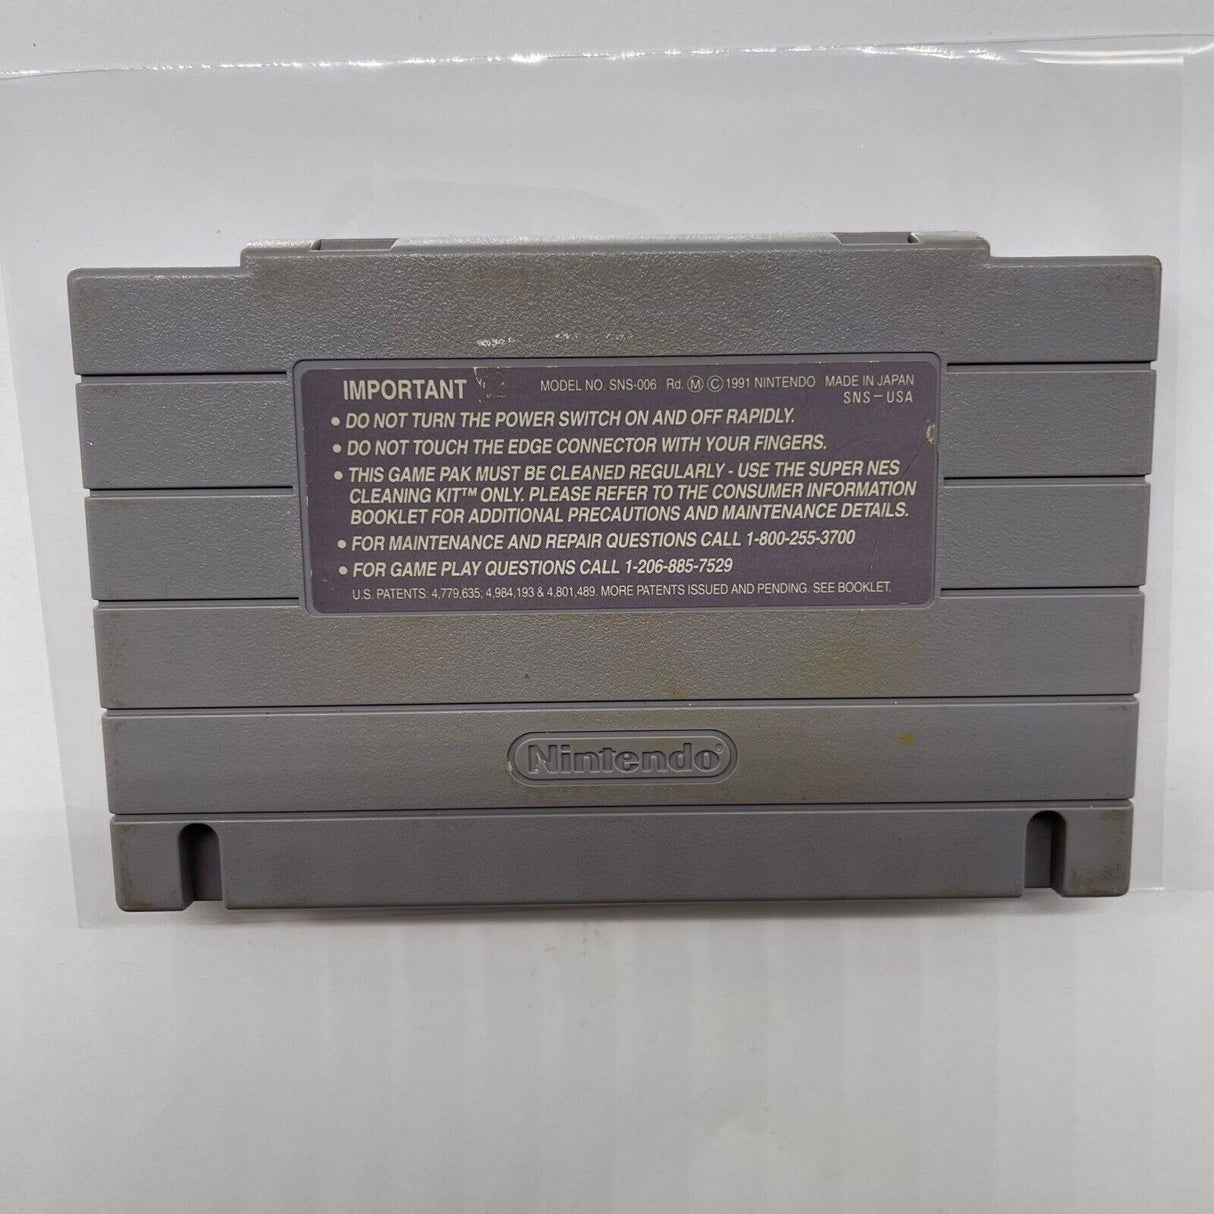 IMPORTANT
MODEL NO. SNS-006 Rd. Ⓜ Ⓒ 1991 NINTENDO MADE IN JAPAN
SNS-USA
• DO NOT TURN THE POWER SWITCH ON AND OFF RAPIDLY.
• DO NOT TOUCH THE EDGE CONNECTOR WITH YOUR FINGERS.
• THIS GAME PAK MUST BE CLEANED REGULARLY - USE THE SUPER NES
CLEANING KIT™ ONLY. PLEASE REFER TO THE CONSUMER INFORMATION
BOOKLET FOR ADDITIONAL PRECAUTIONS AND MAINTENANCE DETAILS.
• FOR MAINTENANCE AND REPAIR QUESTIONS CALL 1-800-255-3700
• FOR GAME PLAY QUESTIONS CALL 1-206-885-7529
U.S. PATENTS: 4,779,635; 4,984,193 & 4,801,489. MORE PATENTS ISSUED AND PENDING. SEE BOOKLET.
Nintendo®